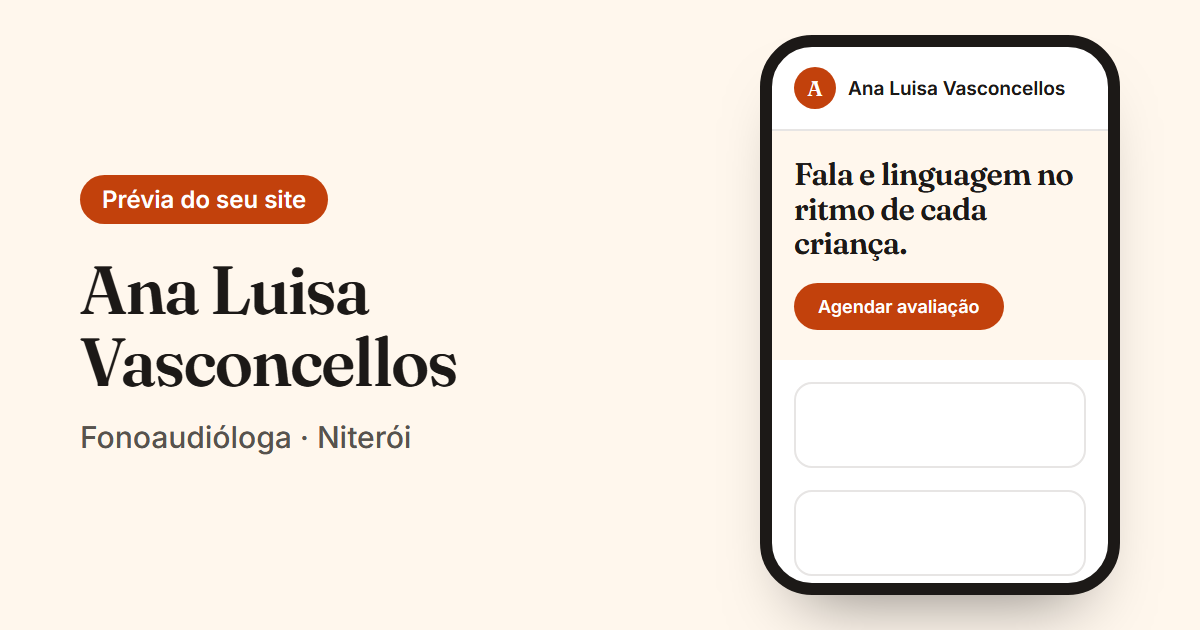 Prévia do seu site
Ana Luisa
Vasconcellos
Fonoaudióloga · Niterói
A
Ana Luisa Vasconcellos
Fala e linguagem no
ritmo de cada
criança.
Agendar avaliação